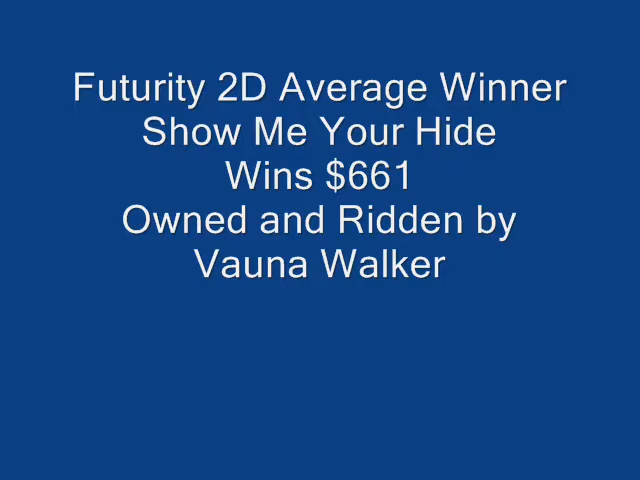 Futurity 2D Average Winner
Show Me Your Hide
Wins $661
Owned and Ridden by
Vauna Walker